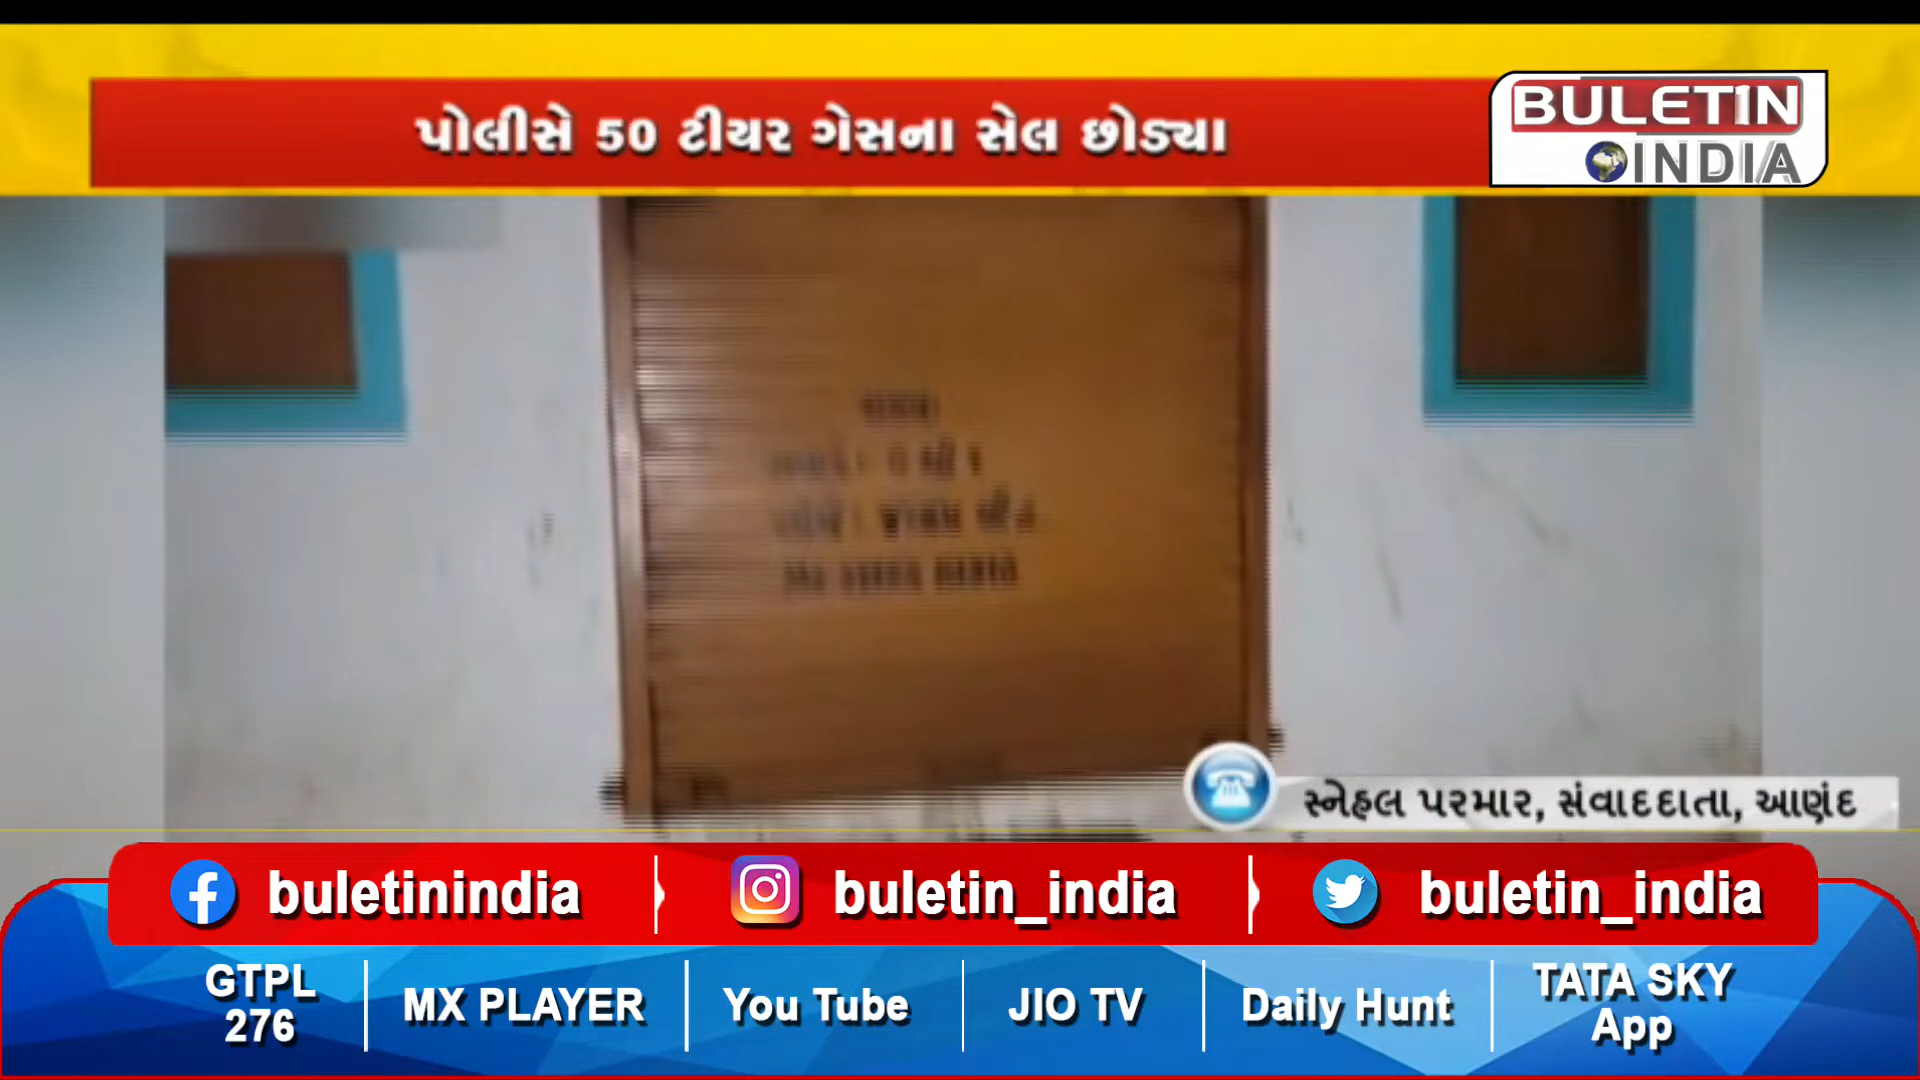 પોલીસે 50 ટીયર ગેસના સેલ છોડ્યા
BULETIN
INDIA
સ્નેહલ પરમાર, સંવાદદાતા, આણંદ
buletinindia
buletin_india
buletin_india
GTPL
276
MX PLAYER
You Tube
JIO TV
Daily Hunt
TATA SKY
App